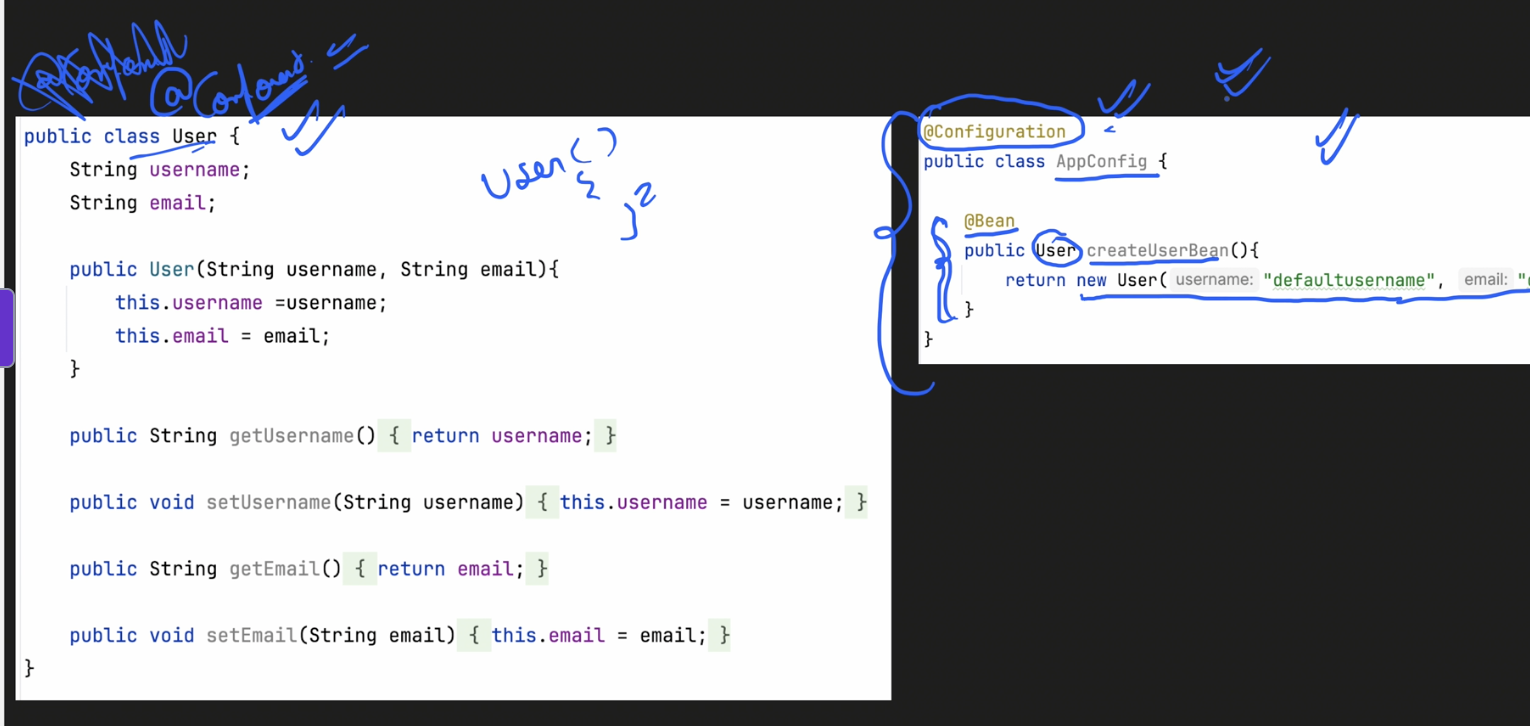 @Component
public class User {
String username;
String email;
User()
{
}
public User(String username, String email){
this.username =username;
this.email = email;
}
public String getUsername() { return username; }
public void setUsername(String username) { this.username = username; }
public String getEmail() { return email; }
public void setEmail(String email) { this.email = email; }
}
@Configuration
public class AppConfig {
@Bean
public User createUserBean(){
return new User( username: "defaultusername", email: "
}
}